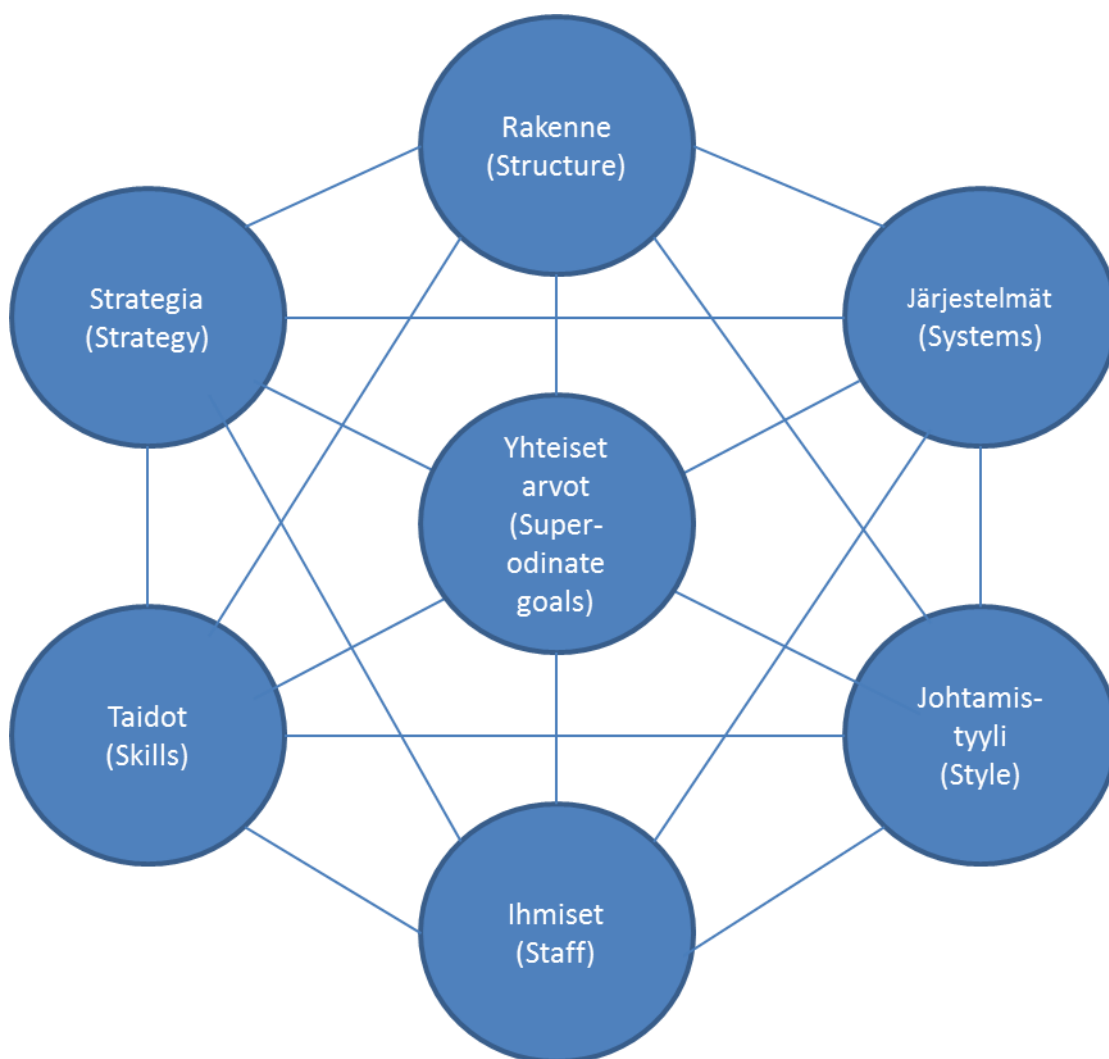 Rakenne
(Structure)
Strategia
(Strategy)
Järjestelmät
(Systems)
Yhteiset
arvot
(Super-
odinate
goals)
Taidot
(Skills)
Johtamis-
tyyli
(Style)
Ihmiset
(Staff)